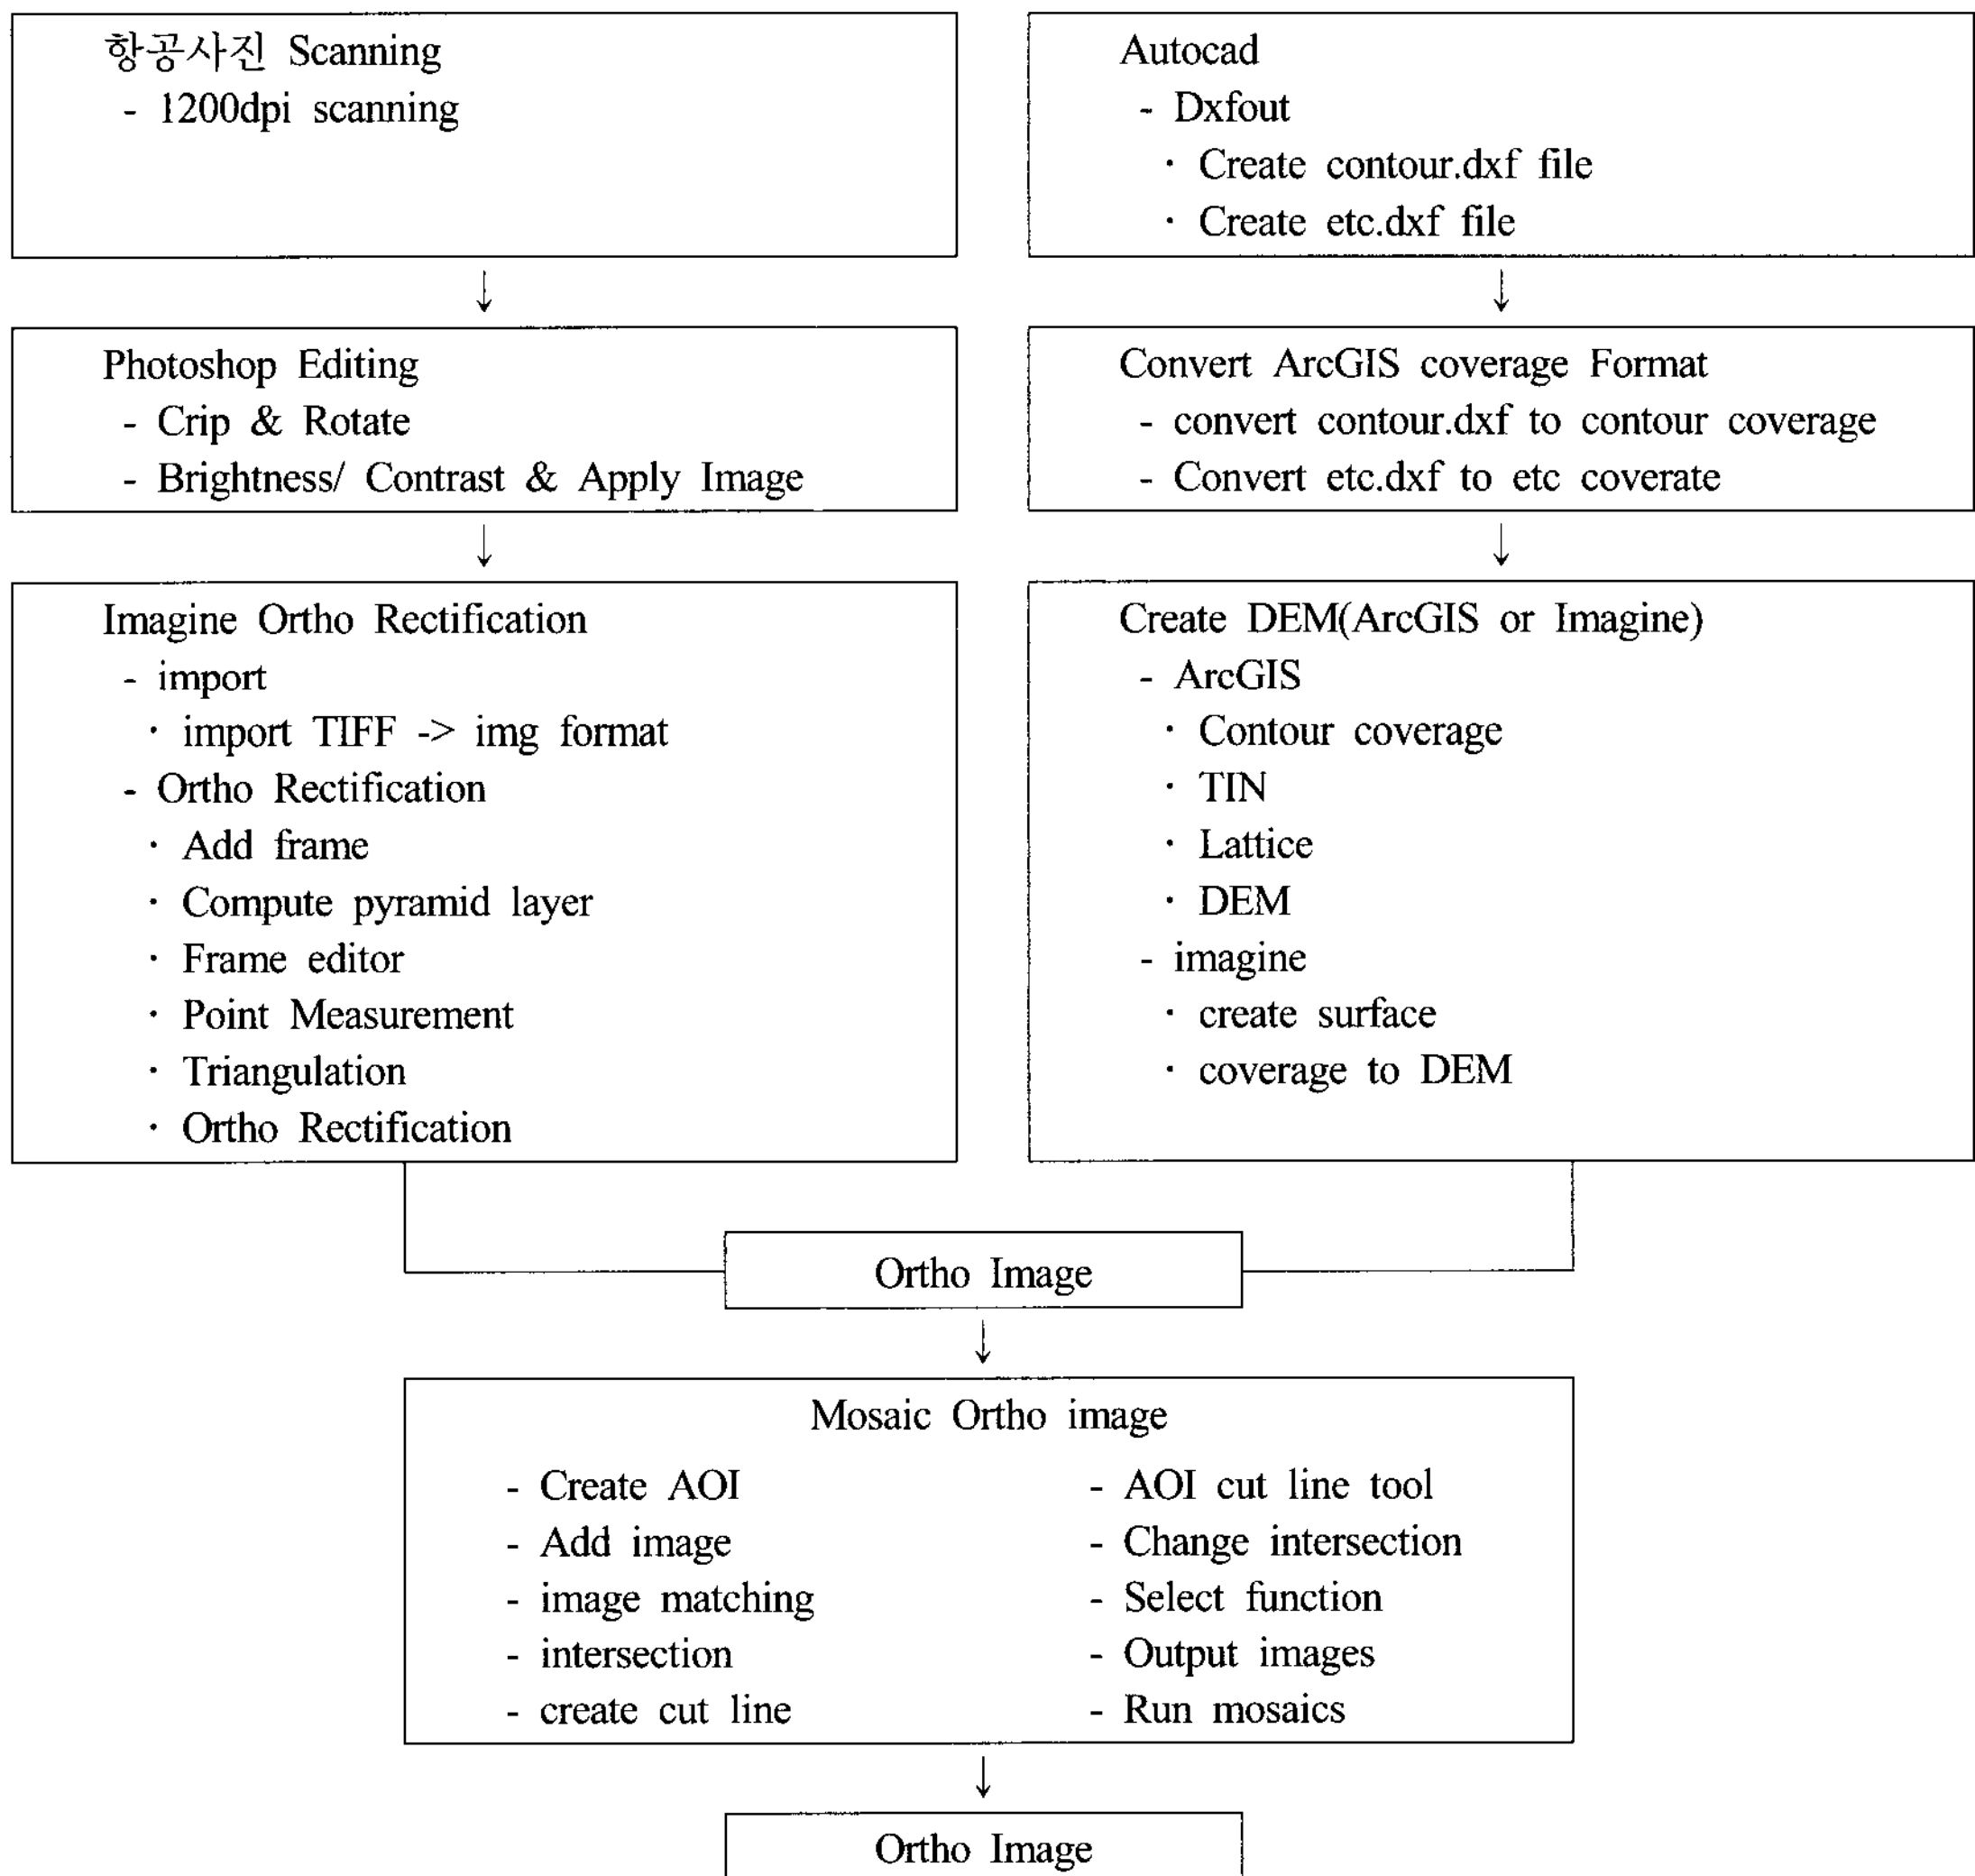 항공사진 Scanning
- 1200dpi scanning
Autocad
- Dxfout
· Create contour.dxf file
· Create etc.dxf file
Photoshop Editing
- Crip & Rotate
- Brightness/ Contrast & Apply Image
Convert ArcGIS coverage Format
- convert contour.dxf to contour coverage
- Convert etc.dxf to etc coverate
Imagine Ortho Rectification
- import
· import TIFF -> img format
- Ortho Rectification
· Add frame
· Compute pyramid layer
· Frame editor
· Point Measurement
· Triangulation
· Ortho Rectification
Create DEM(ArcGIS or Imagine)
- ArcGIS
· Contour coverage
· TIN
· Lattice
· DEM
- imagine
· create surface
· coverage to DEM
Ortho Image
Mosaic Ortho image
- Create AOI
- Add image
- image matching
- intersection
- create cut line
- AOI cut line tool
- Change intersection
- Select function
- Output images
- Run mosaics
Ortho Image